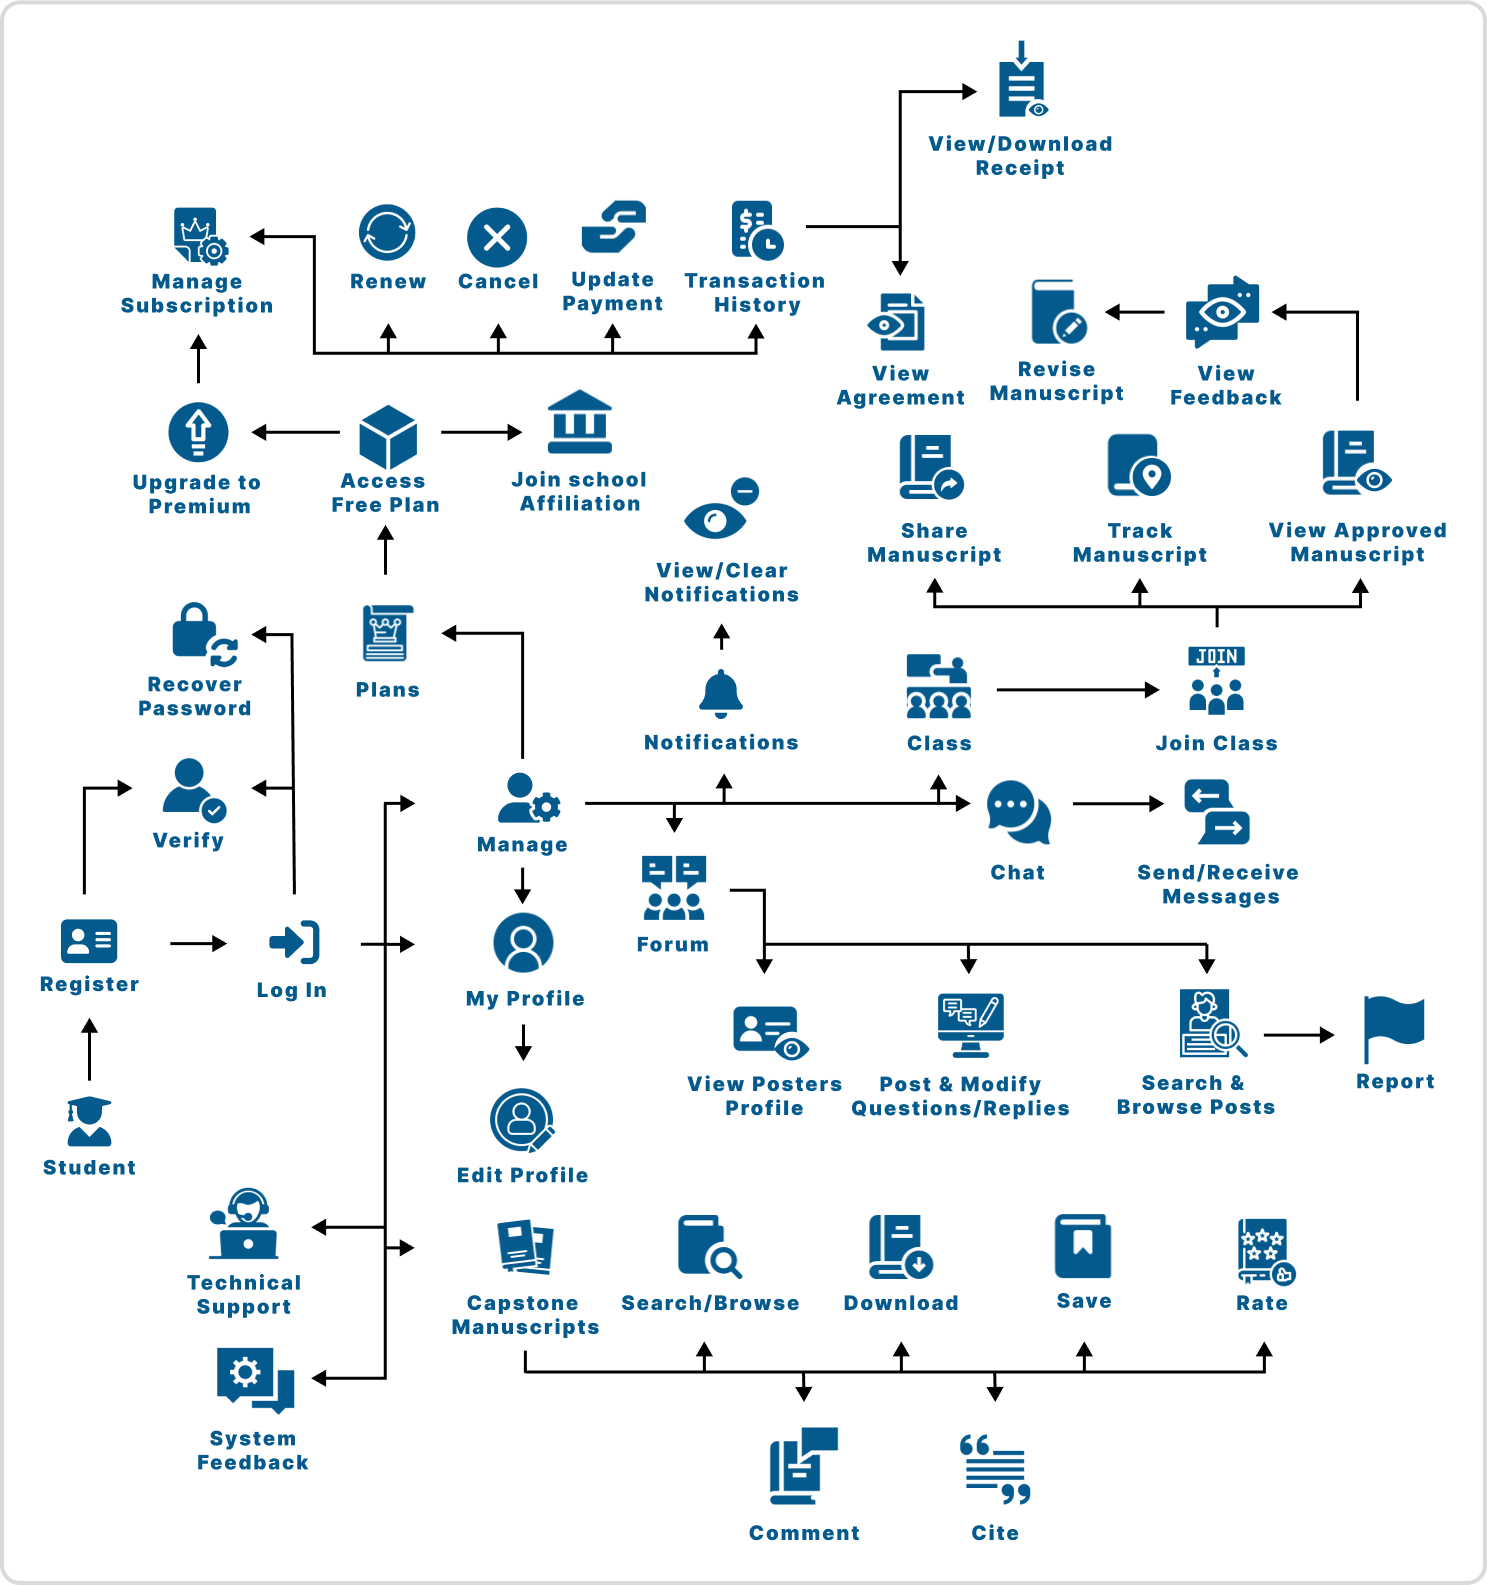 View/Download
Receipt
Manage
Subscription
Renew
Cancel
Update
Payment
$
Transaction
History
View
Agreement
Revise
Manuscript
View
Feedback
Upgrade to
Premium
Access
Free Plan
Join school
Affiliation
View/Clear
Notifications
Share
Manuscript
Track
Manuscript
View Approved
Manuscript
Recover
Password
Plans
Notifications
Class
JOIN
Join Class
Verify
Manage
Chat
Send/Receive
Messages
Register
Log In
My Profile
Forum
View Posters
Profile
Post & Modify
Questions/Replies
Search &
Browse Posts
Report
Student
Edit Profile
Technical
Support
Capstone
Manuscripts
Search/Browse
Download
Save
Rate
System
Feedback
Comment
Cite